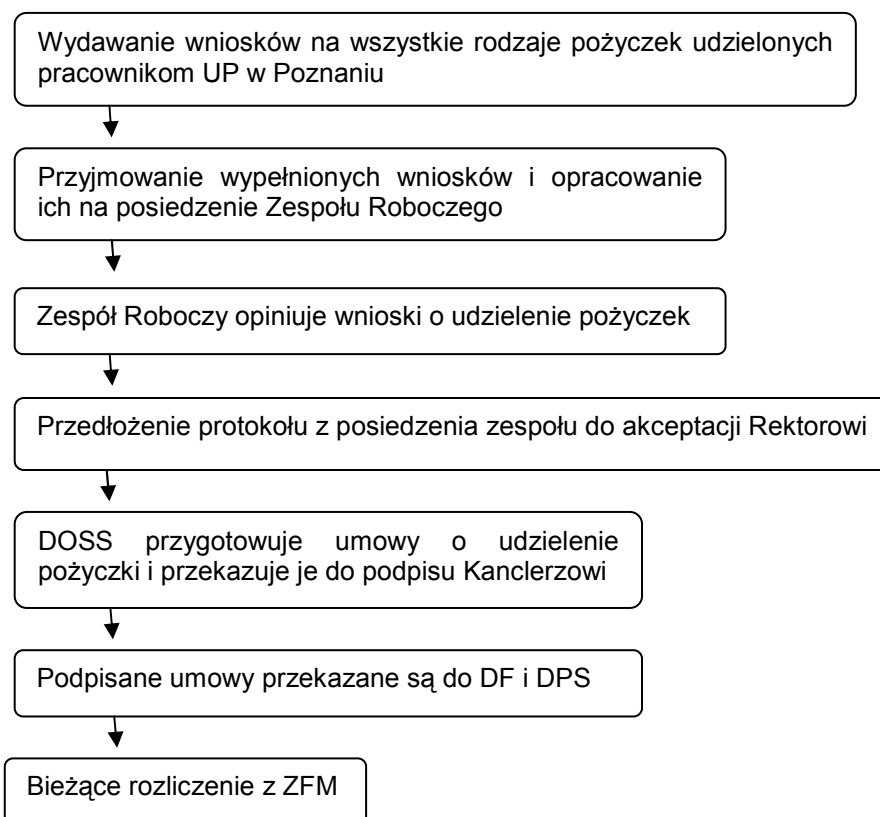 Wydawanie wniosków na wszystkie rodzaje pożyczek udzielonych
pracownikom UP w Poznaniu
Przyjmowanie wypełnionych wniosków i opracowanie
ich na posiedzenie Zespołu Roboczego
Zespół Roboczy opiniuje wnioski o udzielenie pożyczek
Przedłożenie protokołu z posiedzenia zespołu do akceptacji Rektorowi
DOSS przygotowuje umowy o udzielenie
pożyczki i przekazuje je do podpisu Kanclerzowi
Podpisane umowy przekazane są do DF i DPS
Bieżące rozliczenie z ZFM